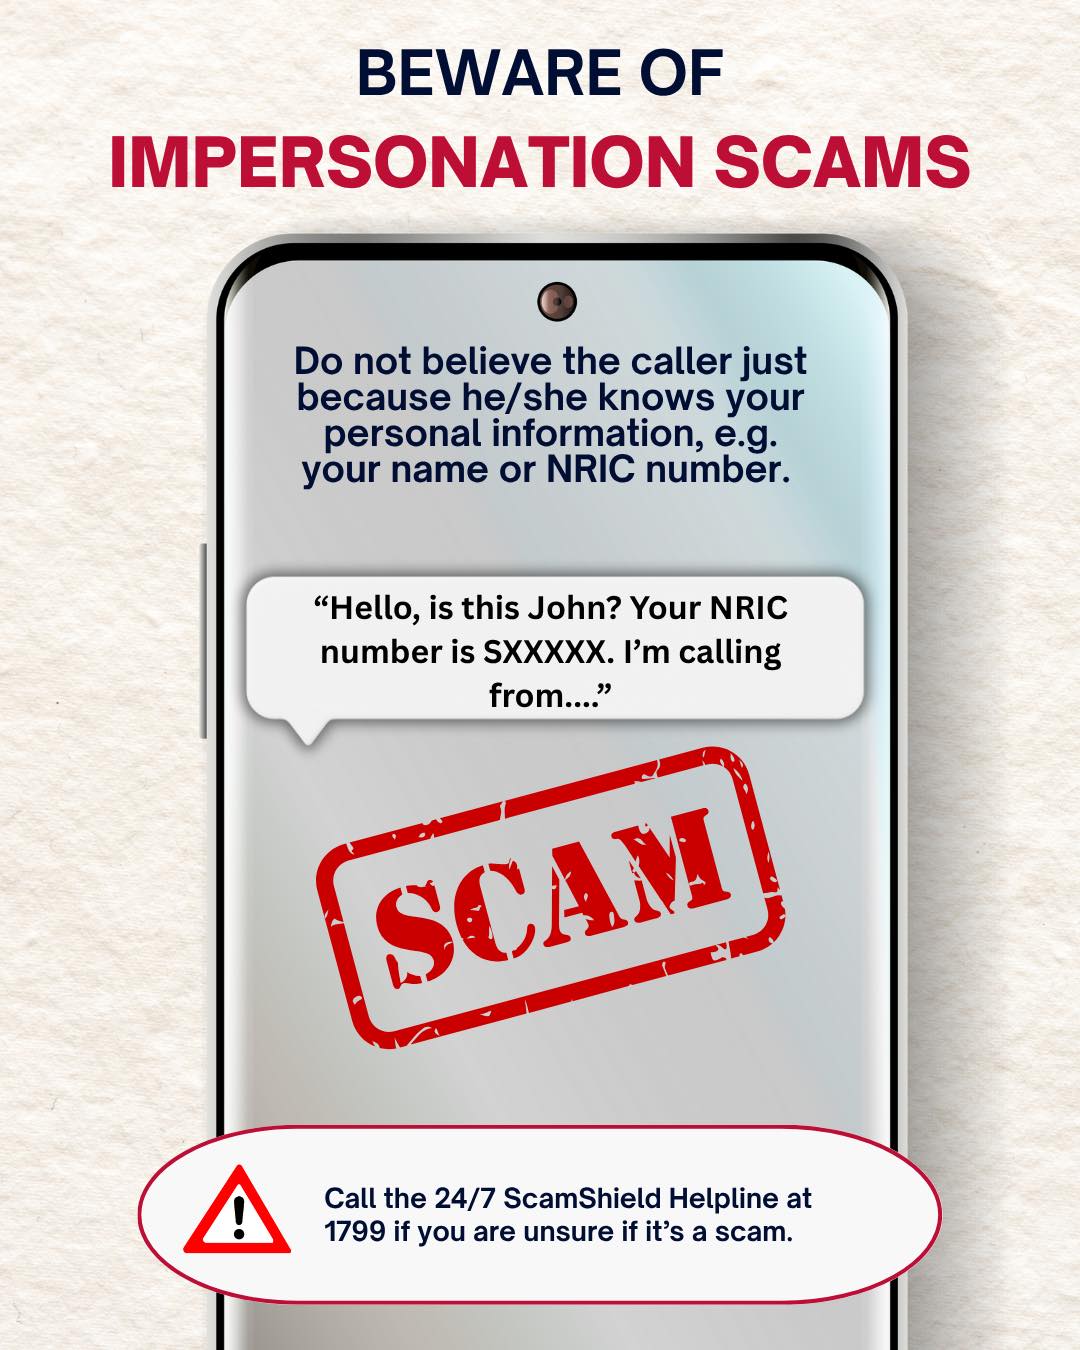 BEWARE OF
IMPERSONATION SCAMS
Do not believe the caller just
because he/she knows your
personal information, e.g.
your name or NRIC number.
“Hello, is this John? Your NRIC
number is SXXXXX. I’m calling
from....”
SCAM
Call the 24/7 ScamShield Helpline at
1799 if you are unsure if it’s a scam.